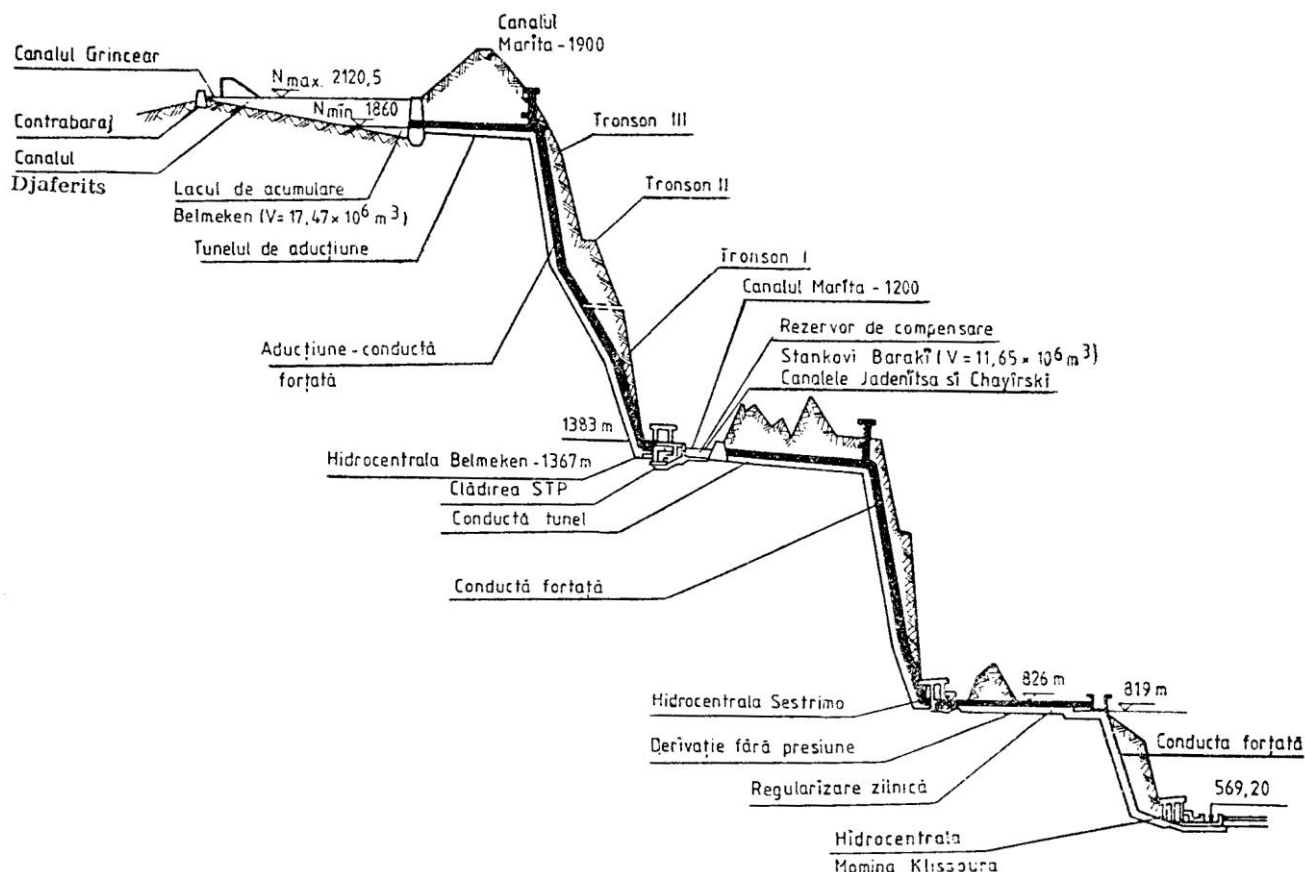 Canalul
Marita - 1900
Canalul Grincear
N max. 2120,5
N min 1860
Contrabaraj
Canalul
Djaferits
Tronson III
Tronson II
Lacul de acumulare
Belmeken (V= 17,47×10⁶ m³)
Tunelul de aducțiune
Tronson I
Canalul Marita - 1200
Rezervor de compensare
Stankovi Baraki (V = 11,65 × 10⁶ m³)
Canalele Jadenitsa si Chayirski
Aducțiune - conductă
forțată
1383 m
Hidrocentrala Belmeken - 1367m
Clădirea STP
Conductă tunel
Conductă forțată
Hidrocentrala Sestrimo
826 m
819 m
Derivație fără presiune
Conducta forțată
Regularizare zilnică
569,20
Hidrocentrala
Momina Klissoura